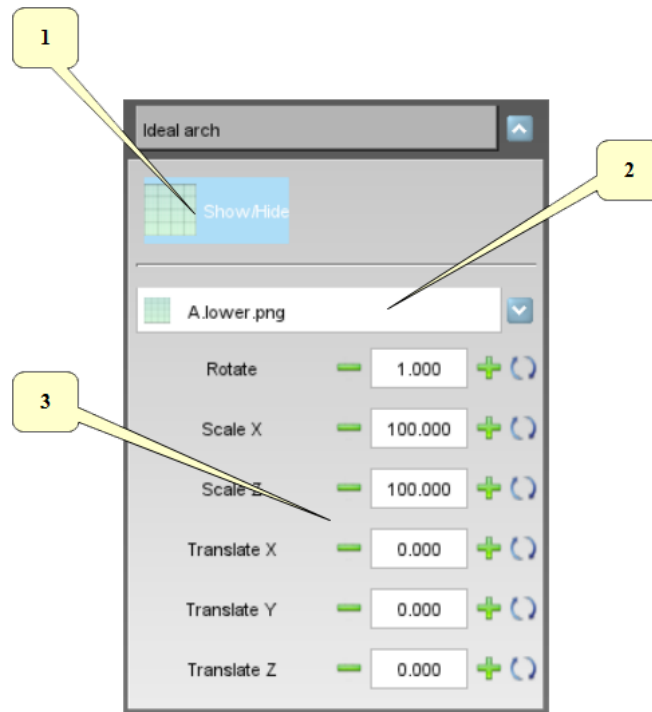 1
Ideal arch
2
Show/Hide
A.lower.png
Rotate 1.000
3
Scale X 100.000
Scale Z 100.000
Translate X 0.000
Translate Y 0.000
Translate Z 0.000